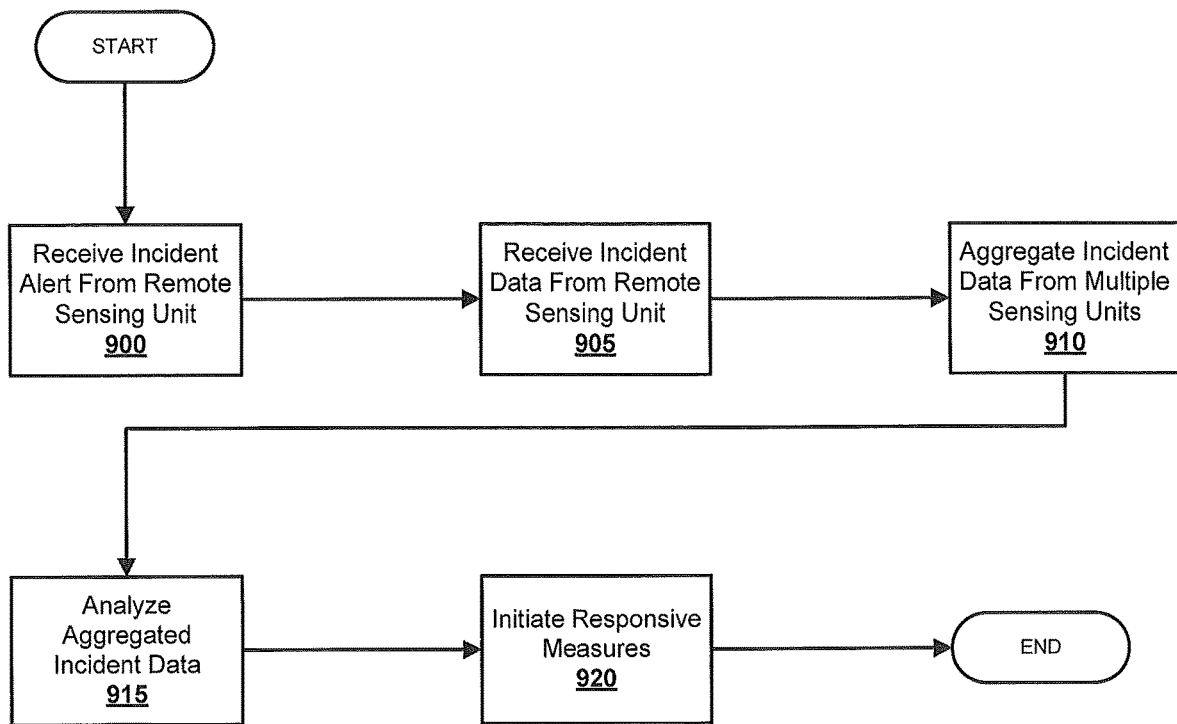 START
Receive Incident
Alert From Remote
Sensing Unit
900
Receive Incident
Data From Remote
Sensing Unit
905
Aggregate Incident
Data From Multiple
Sensing Units
910
Analyze
Aggregated
Incident Data
915
Initiate Responsive
Measures
920
END